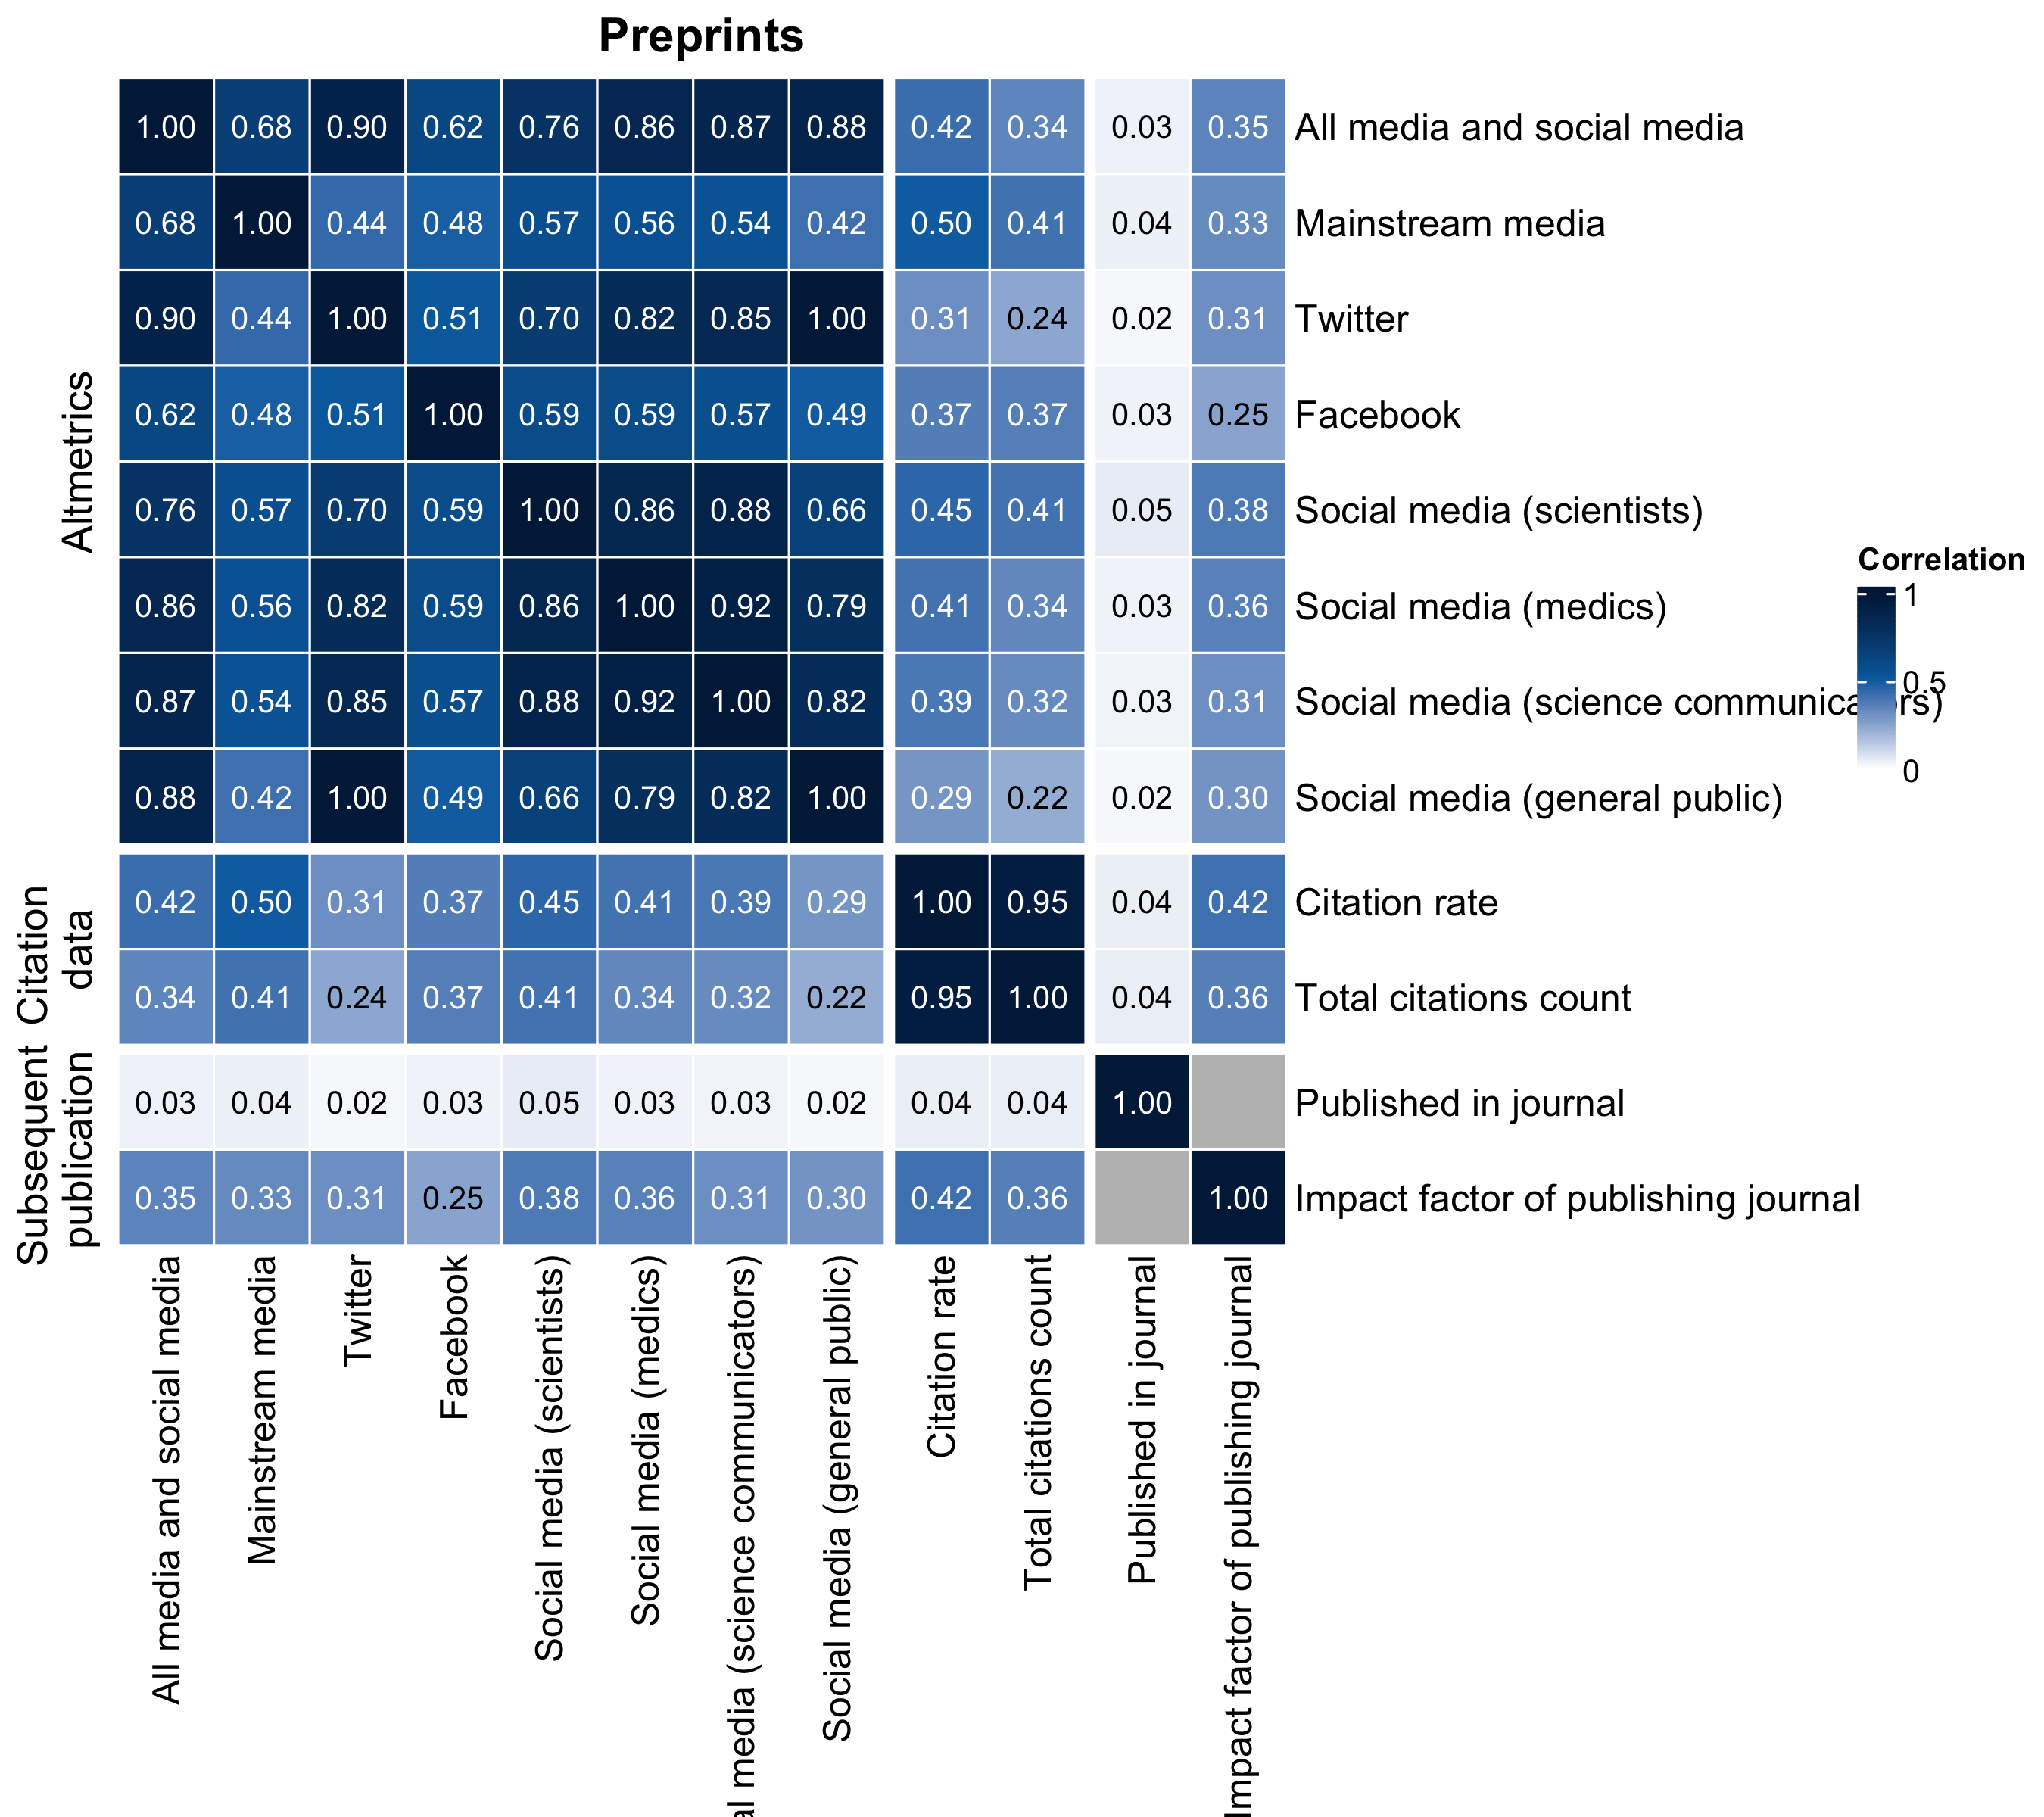 Preprints
1.00 0.68 0.90 0.62 0.76 0.86 0.87 0.88 0.42 0.34 0.03 0.35 All media and social media
0.68 1.00 0.44 0.48 0.57 0.56 0.54 0.42 0.50 0.41 0.04 0.33 Mainstream media
0.90 0.44 1.00 0.51 0.70 0.82 0.85 1.00 0.31 0.24 0.02 0.31 Twitter
0.62 0.48 0.51 1.00 0.59 0.59 0.57 0.49 0.37 0.37 0.03 0.25 Facebook
0.76 0.57 0.70 0.59 1.00 0.86 0.88 0.66 0.45 0.41 0.05 0.38 Social media (scientists)
0.86 0.56 0.82 0.59 0.86 1.00 0.92 0.79 0.41 0.34 0.03 0.36 Social media (medics)
0.87 0.54 0.85 0.57 0.88 0.92 1.00 0.82 0.39 0.32 0.03 0.31 Social media (science communicators)
0.88 0.42 1.00 0.49 0.66 0.79 0.82 1.00 0.29 0.22 0.02 0.30 Social media (general public)
0.42 0.50 0.31 0.37 0.45 0.41 0.39 0.29 1.00 0.95 0.04 0.42 Citation rate
0.34 0.41 0.24 0.37 0.41 0.34 0.32 0.22 0.95 1.00 0.04 0.36 Total citations count
0.03 0.04 0.02 0.03 0.05 0.03 0.03 0.02 0.04 0.04 1.00 Published in journal
0.35 0.33 0.31 0.25 0.38 0.36 0.31 0.30 0.42 0.36 1.00 Impact factor of publishing journal
Altmetrics
Citation
data
Subsequent
publication
All media and social media
Mainstream media
Twitter
Facebook
Social media (scientists)
Social media (medics)
media (science communicators)
Social media (general public)
Citation rate
Total citations count
Published in journal
Impact factor of publishing journal
Correlation
1
0.5
0